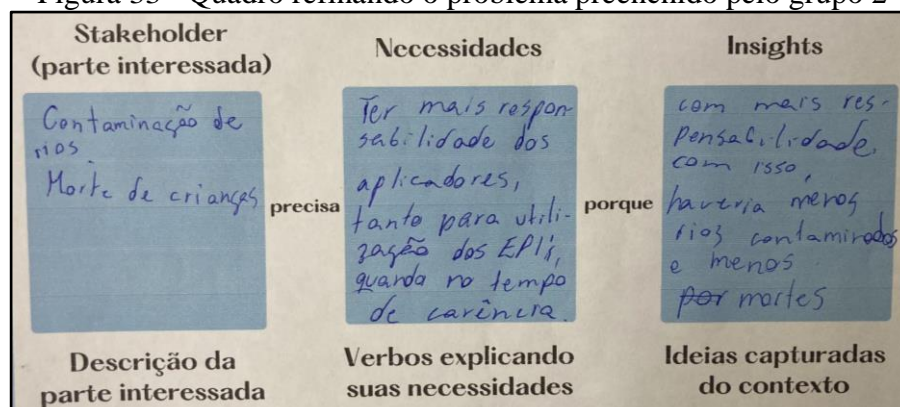 Figura 33 - Quadro refinando o problema preenchido pelo grupo 2
Stakeholder
(parte interessada)
Contaminação de
rios.
Morte de crianças
Descrição da
parte interessada
precisa
Necessidades
Ter mais respon-
sabilidade dos
aplicadores,
tanto para utili-
zação dos EPI's,
quanda no tempo
de carência.
Verbos explicando
suas necessidades
porque
Insights
com mais res-
pensabilidade,
com isso,
haveria menos
rios contaminados
e menos
por mortes
Ideias capturadas
do contexto